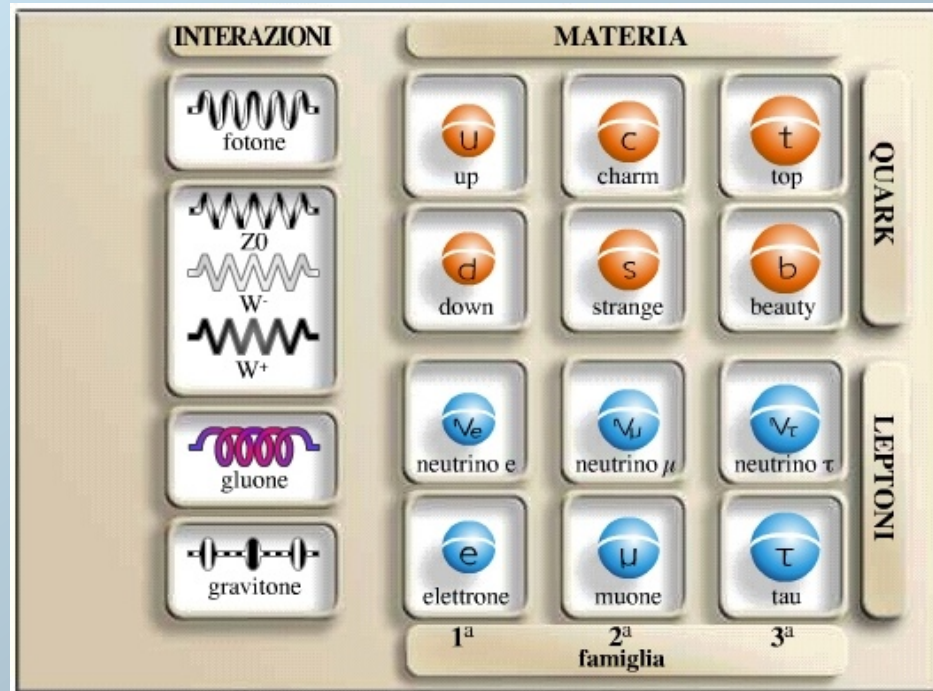 INTERAZIONI
fotone
Z0
W-
W+
gluone
gravitone
MATERIA
u
up
c
charm
t
top
d
down
s
strange
b
beauty
QUARK
νe
neutrino e
νμ
neutrino μ
ντ
neutrino τ
e
elettrone
μ
muone
τ
tau
LEPTONI
1a 2a 3a
famiglia